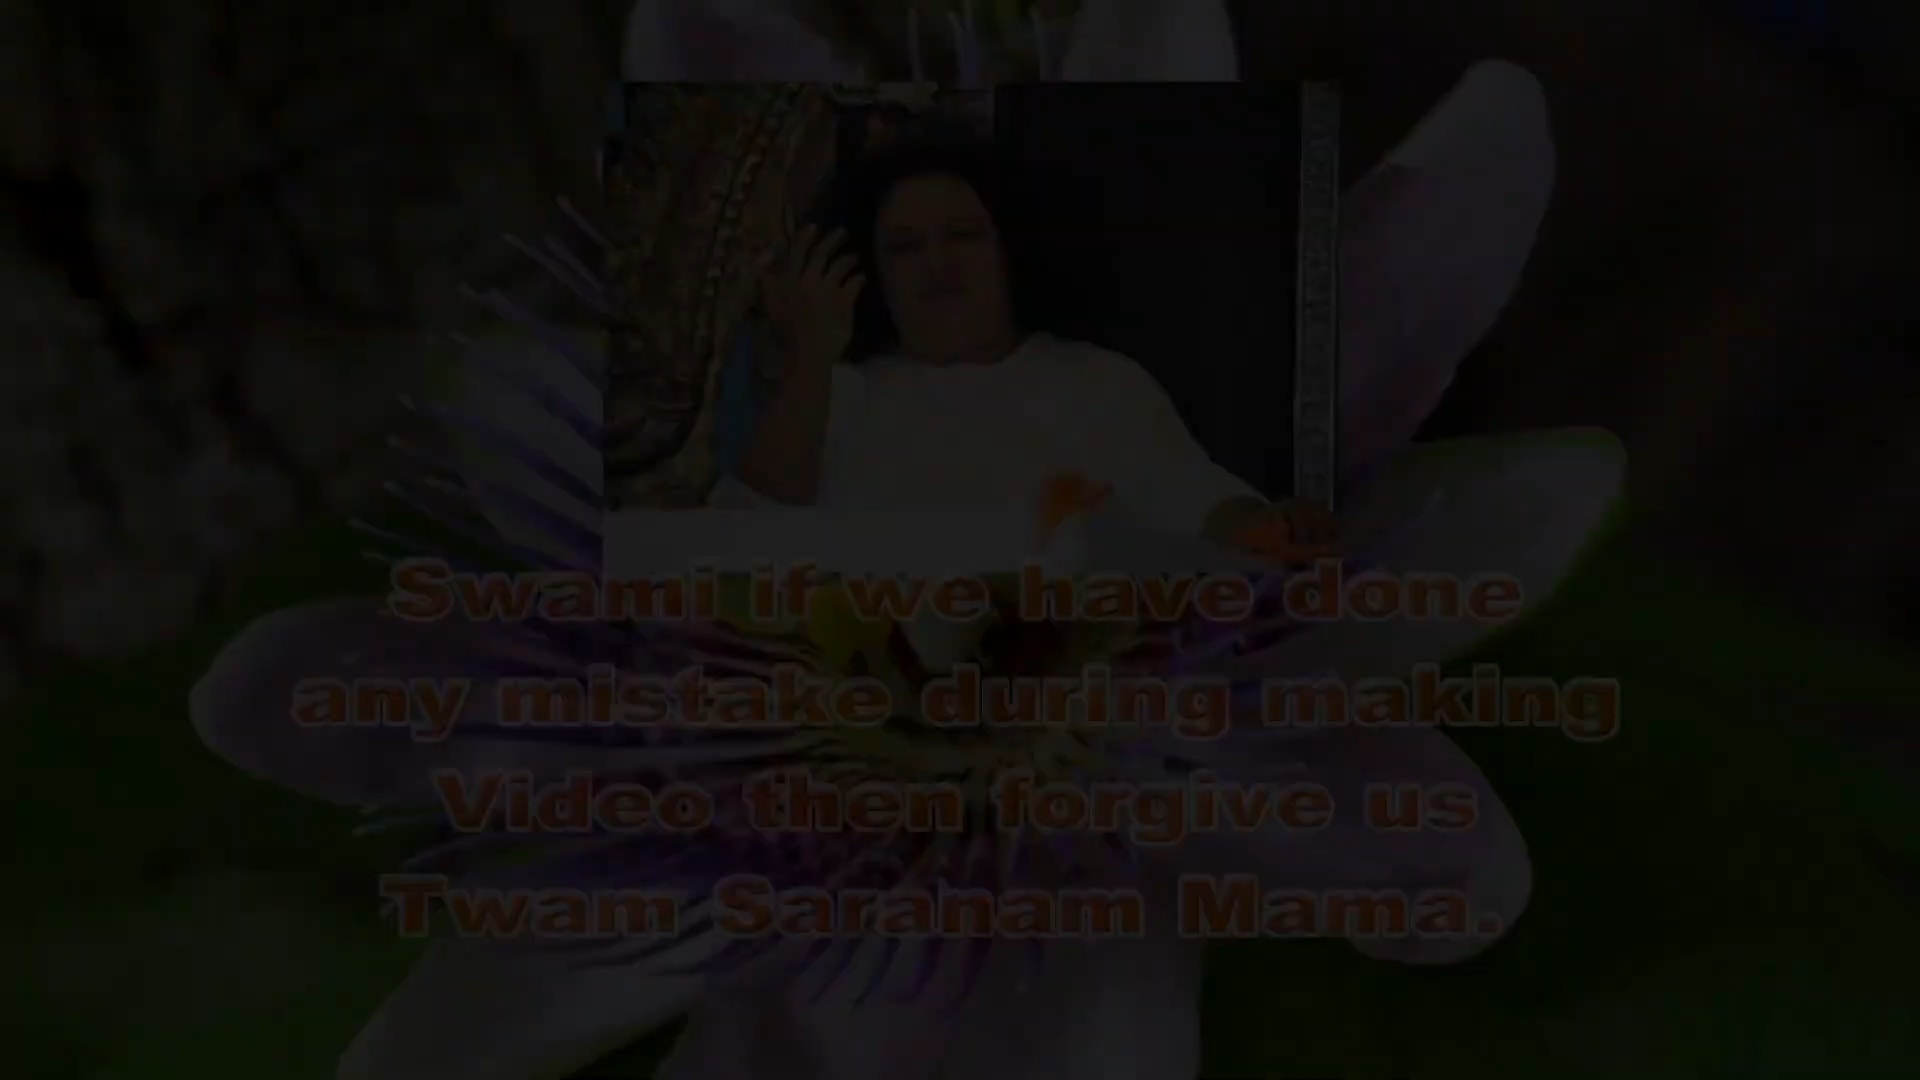 Swami if we have done
any mistake during making
Video then forgive us
Twam Saranam Mama.